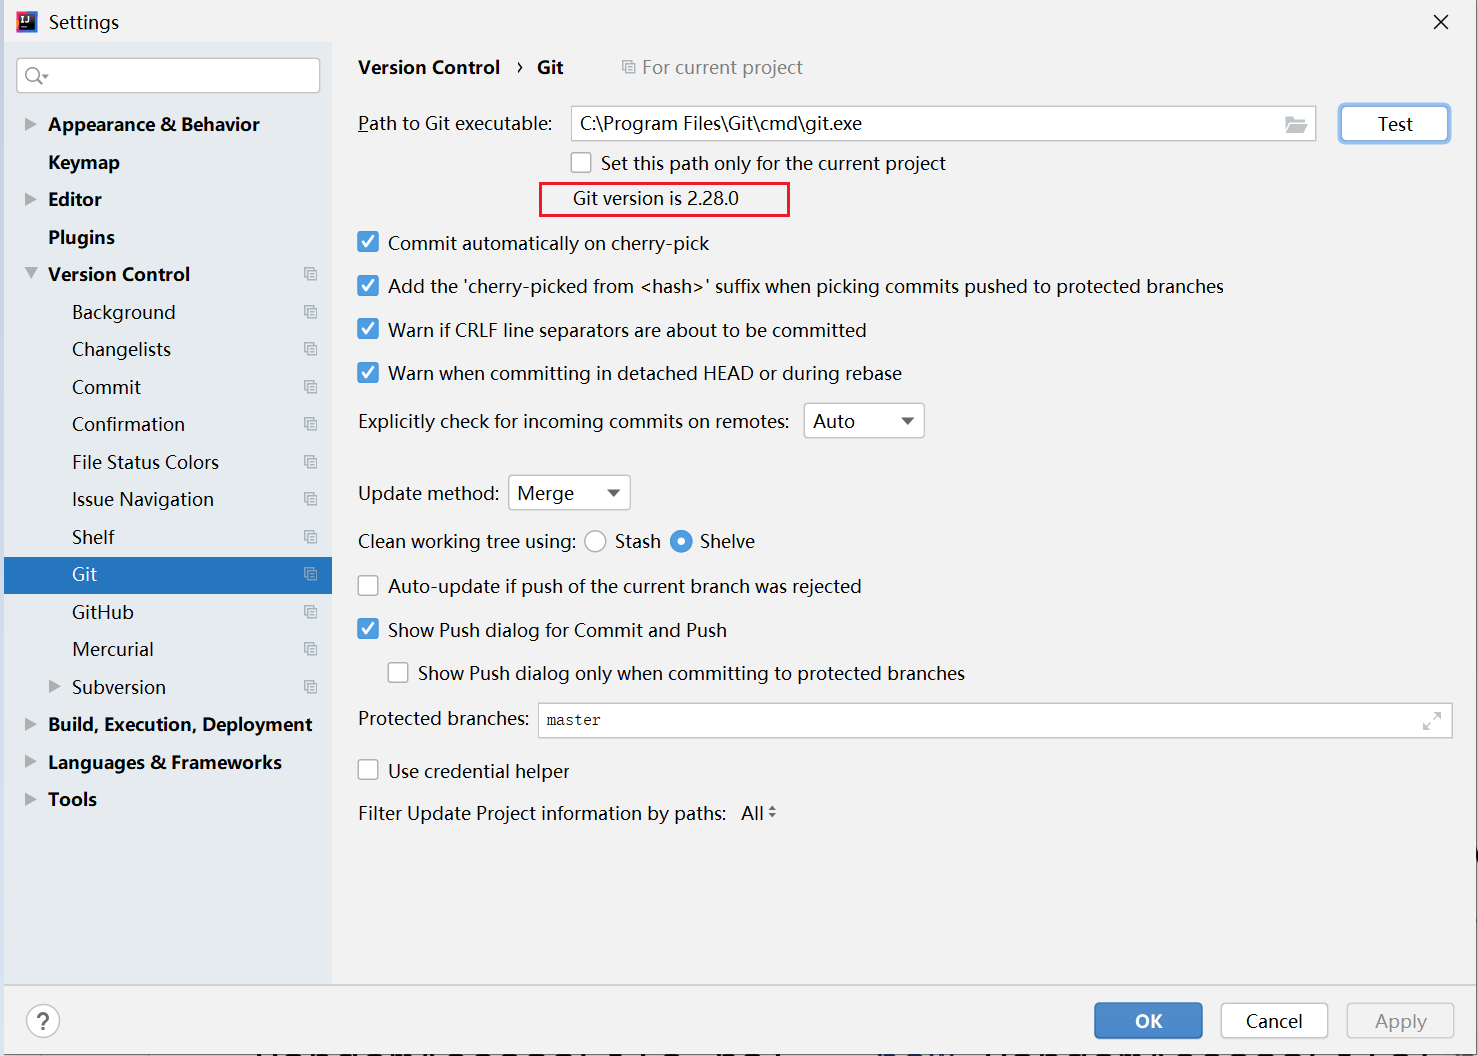 Settings
Version Control › Git For current project
Appearance & Behavior
Keymap
Editor
Plugins
Version Control
Background
Changelists
Commit
Confirmation
File Status Colors
Issue Navigation
Shelf
Git
GitHub
Mercurial
Subversion
Build, Execution, Deployment
Languages & Frameworks
Tools
Path to Git executable: C:\Program Files\Git\cmd\git.exe Test
Set this path only for the current project
Git version is 2.28.0
Commit automatically on cherry-pick
Add the 'cherry-picked from <hash>' suffix when picking commits pushed to protected branches
Warn if CRLF line separators are about to be committed
Warn when committing in detached HEAD or during rebase
Explicitly check for incoming commits on remotes: Auto
Update method: Merge
Clean working tree using: Stash Shelve
Auto-update if push of the current branch was rejected
Show Push dialog for Commit and Push
Show Push dialog only when committing to protected branches
Protected branches: master
Use credential helper
Filter Update Project information by paths: All
? OK Cancel Apply